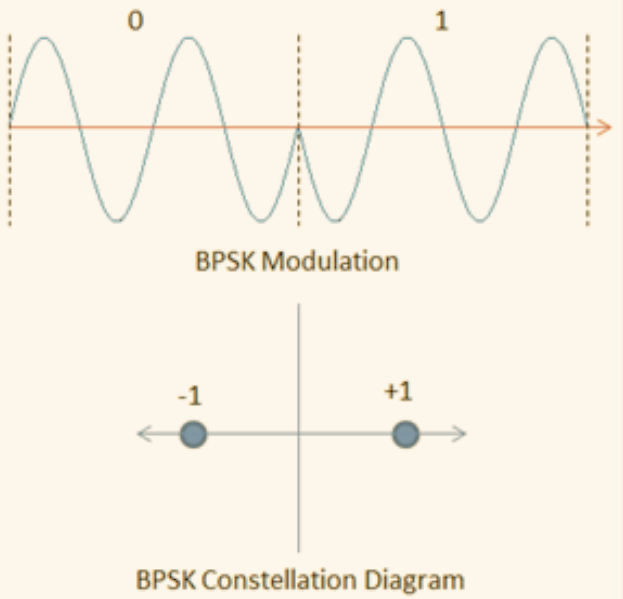 0 1
BPSK Modulation
-1 +1
BPSK Constellation Diagram